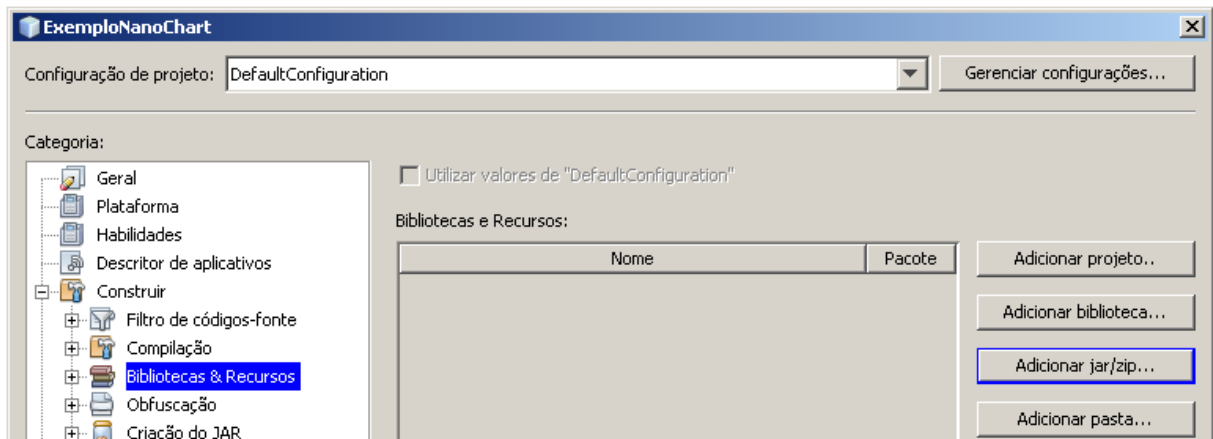 ExemploNanoChart
Configuração de projeto: DefaultConfiguration Gerenciar configurações...
Categoria:
Geral
Plataforma
Habilidades
Descritor de aplicativos
Construir
Filtro de códigos-fonte
Compilação
Bibliotecas & Recursos
Obfuscação
Criação do JAR
Utilizar valores de "DefaultConfiguration"
Bibliotecas e Recursos:
Nome Pacote
Adicionar projeto..
Adicionar biblioteca...
Adicionar jar/zip...
Adicionar pasta...